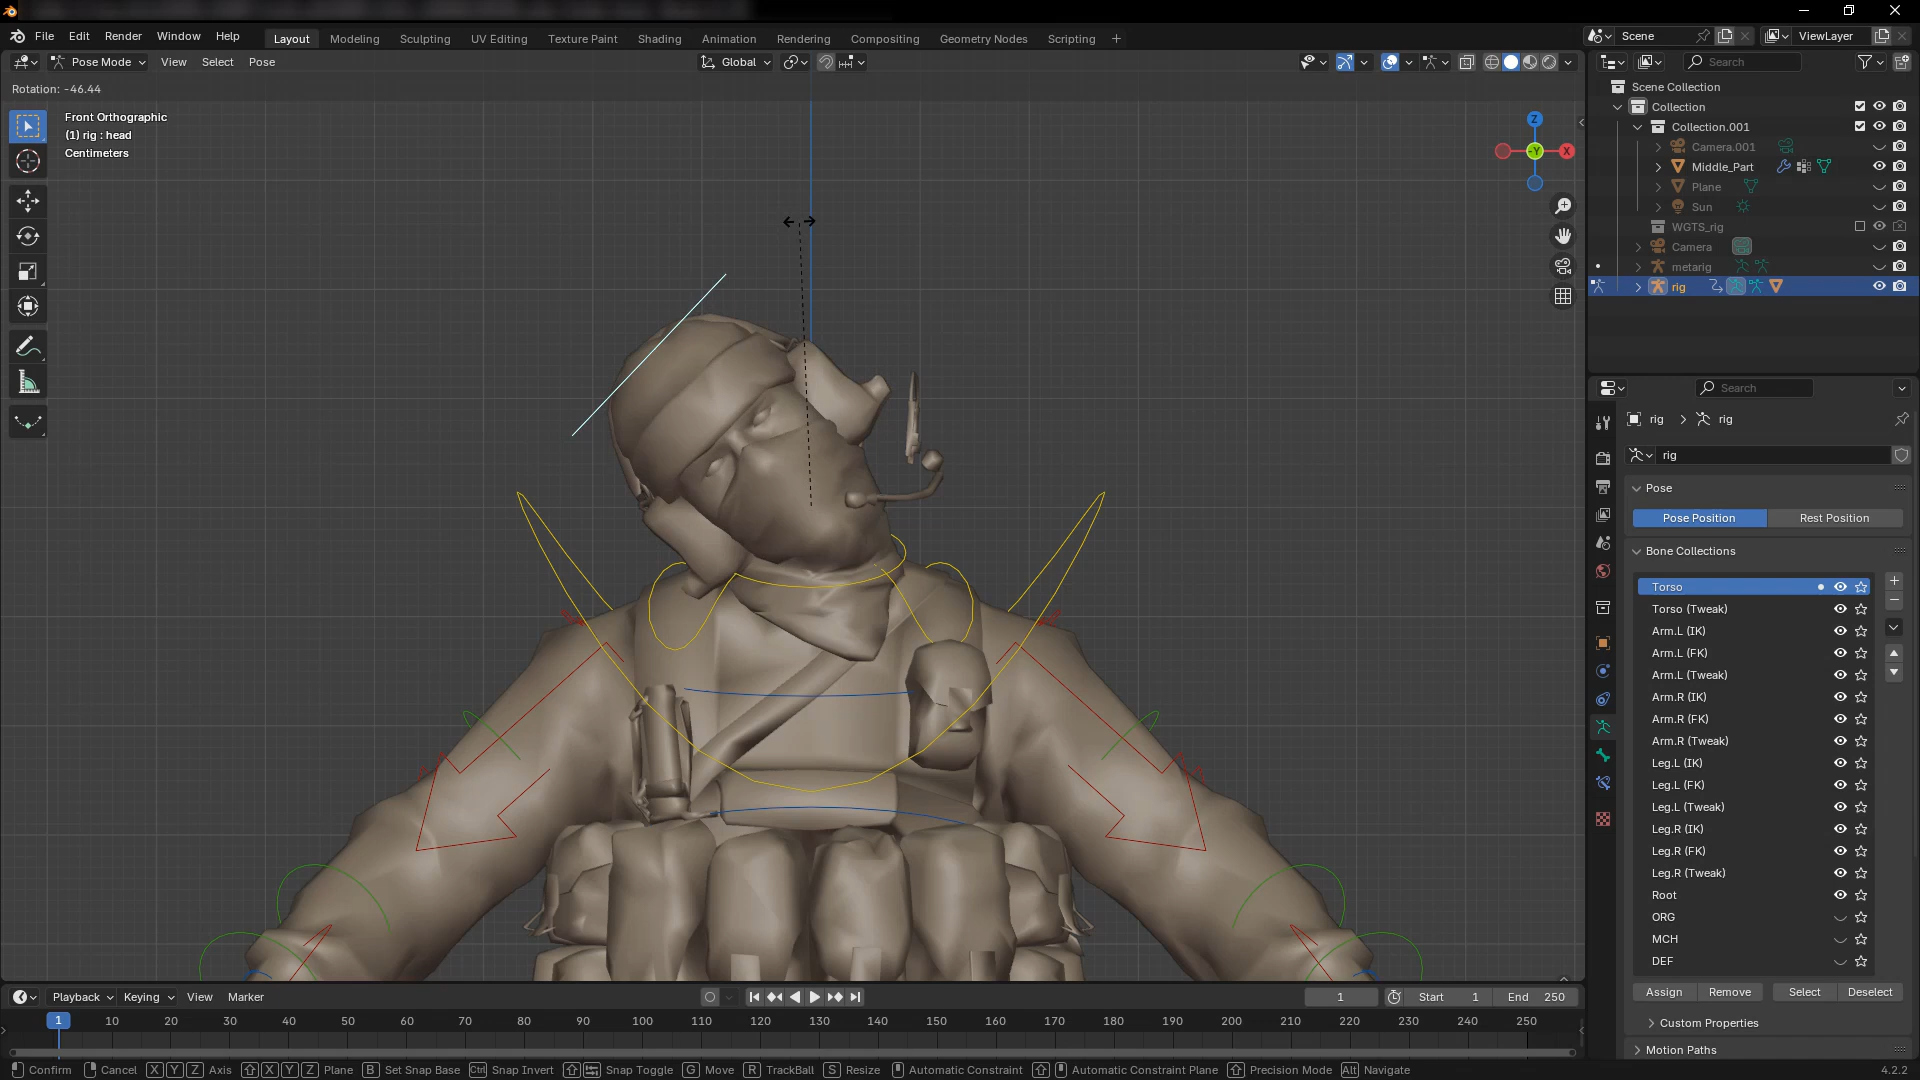 File Edit Render Window Help
Layout Modeling Sculpting UV Editing Texture Paint Shading Animation Rendering Compositing Geometry Nodes Scripting +
Scene
ViewLayer
Pose Mode View Select Pose
Global
Search
Rotation: -46.44
Front Orthographic
(1) rig : head
Centimeters
Z
-Y
X
Scene Collection
Collection
Collection.001
Camera.001
Middle_Part
Plane
Sun
WGTS_rig
Camera
metarig
rig
Search
rig > rig
rig
Pose
Pose Position Rest Position
Bone Collections
Torso
Torso (Tweak)
Arm.L (IK)
Arm.L (FK)
Arm.L (Tweak)
Arm.R (IK)
Arm.R (FK)
Arm.R (Tweak)
Leg.L (IK)
Leg.L (FK)
Leg.L (Tweak)
Leg.R (IK)
Leg.R (FK)
Leg.R (Tweak)
Root
ORG
MCH
DEF
Assign Remove Select Deselect
Custom Properties
Motion Paths
Playback Keying View Marker
1
Start 1
End 250
1 10 20 30 40 50 60 70 80 90 100 110 120 130 140 150 160 170 180 190 200 210 220 230 240 250
Confirm Cancel X Y Z Axis X Y Z Plane B Set Snap Base Ctrl Snap Invert Snap Toggle G Move R TrackBall S Resize Automatic Constraint Automatic Constraint Plane Precision Mode Alt Navigate
4.2.2